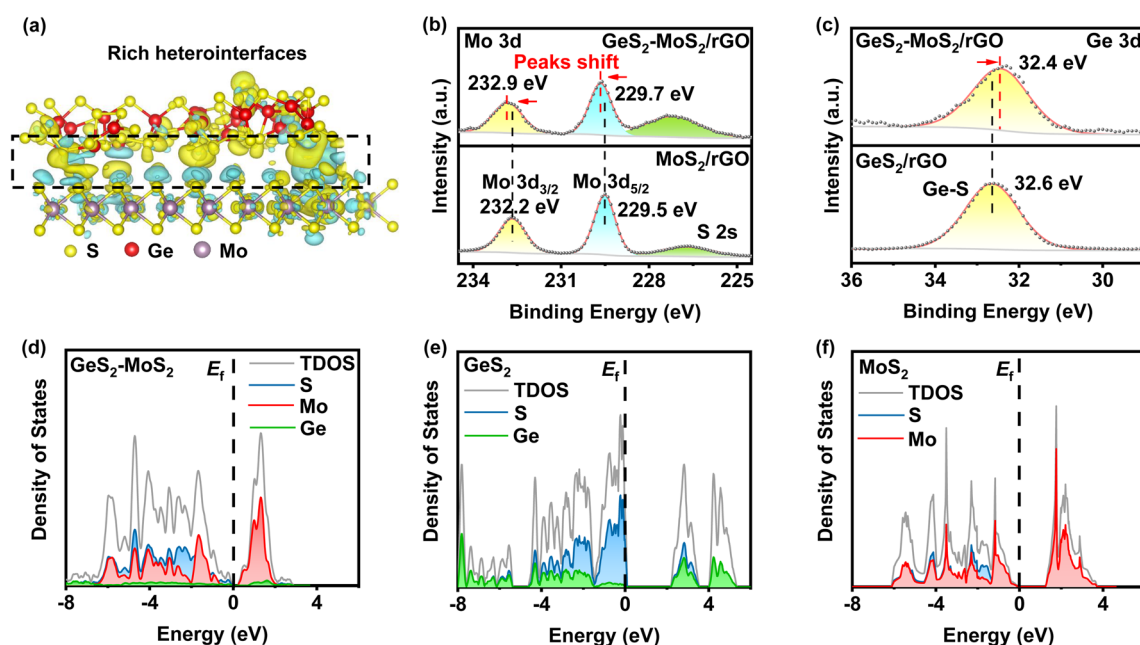 (a)
Rich heterointerfaces
S Ge Mo
(b)
Mo 3d GeS₂-MoS₂/rGO
Peaks shift
232.9 eV
229.7 eV
MoS₂/rGO
Mo 3d₃/₂ Mo 3d₅/₂
232.2 eV 229.5 eV
S 2s
Intensity (a.u.)
234 231 228 225
Binding Energy (eV)
(c)
GeS₂-MoS₂/rGO Ge 3d
32.4 eV
GeS₂/rGO
Ge-S 32.6 eV
Intensity (a.u.)
36 34 32 30
Binding Energy (eV)
(d)
GeS₂-MoS₂ Ef
TDOS
S
Mo
Ge
Density of States
-8 -4 0 4
Energy (eV)
(e)
GeS₂ Ef
TDOS
S
Ge
Density of States
-8 -4 0 4
Energy (eV)
(f)
MoS₂ Ef
TDOS
S
Mo
Density of States
-8 -4 0 4
Energy (eV)